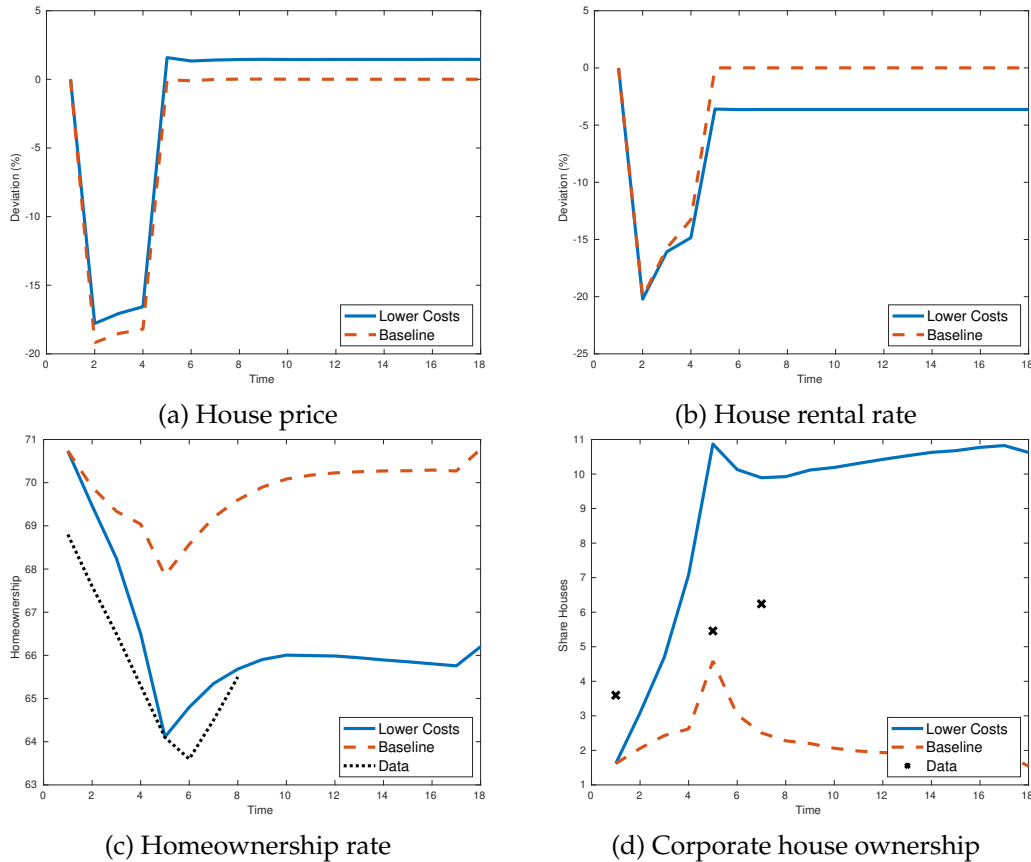 5
0
-5
-10
-15
-20
Deviation (%)
0 2 4 6 8 10 12 14 16 18
Time
Lower Costs
Baseline
(a) House price
5
0
-5
-10
-15
-20
-25
Deviation (%)
0 2 4 6 8 10 12 14 16 18
Time
Lower Costs
Baseline
(b) House rental rate
71
70
69
68
67
66
65
64
63
Homeownership
0 2 4 6 8 10 12 14 16 18
Time
Lower Costs
Baseline
Data
(c) Homeownership rate
11
10
9
8
7
6
5
4
3
2
1
Share Houses
0 2 4 6 8 10 12 14 16 18
Time
Lower Costs
Baseline
Data
(d) Corporate house ownership